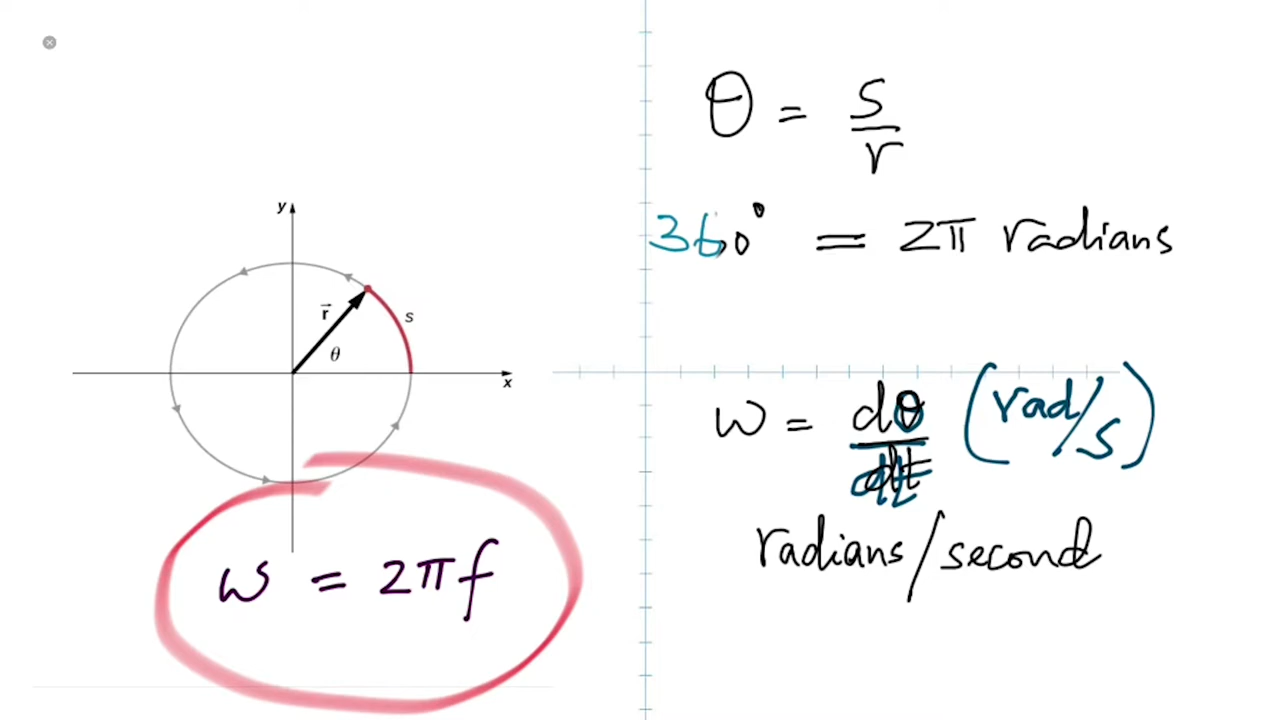 y
r⃗
s
θ
x
ω = 2πf
θ = s/r
360° = 2π radians
ω = dθ/dt (rad/s)
radians/second